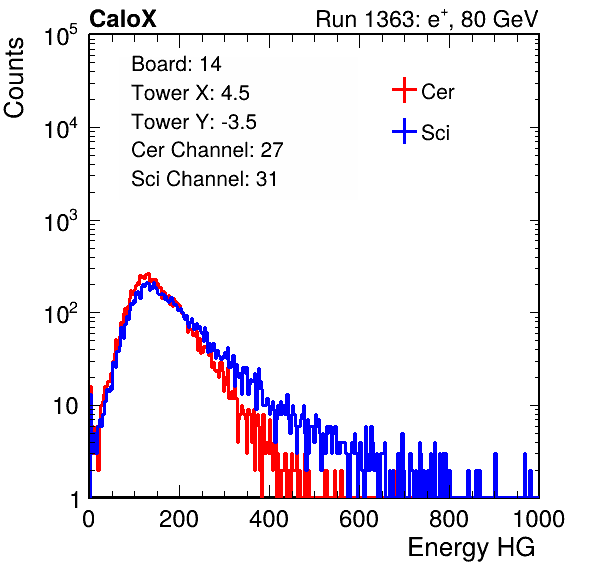 CaloX Run 1363: e⁺, 80 GeV
Counts
Board: 14
Tower X: 4.5
Tower Y: -3.5
Cer Channel: 27
Sci Channel: 31
Cer
Sci
10⁵
10⁴
10³
10²
10
1
0 200 400 600 800 1000
Energy HG